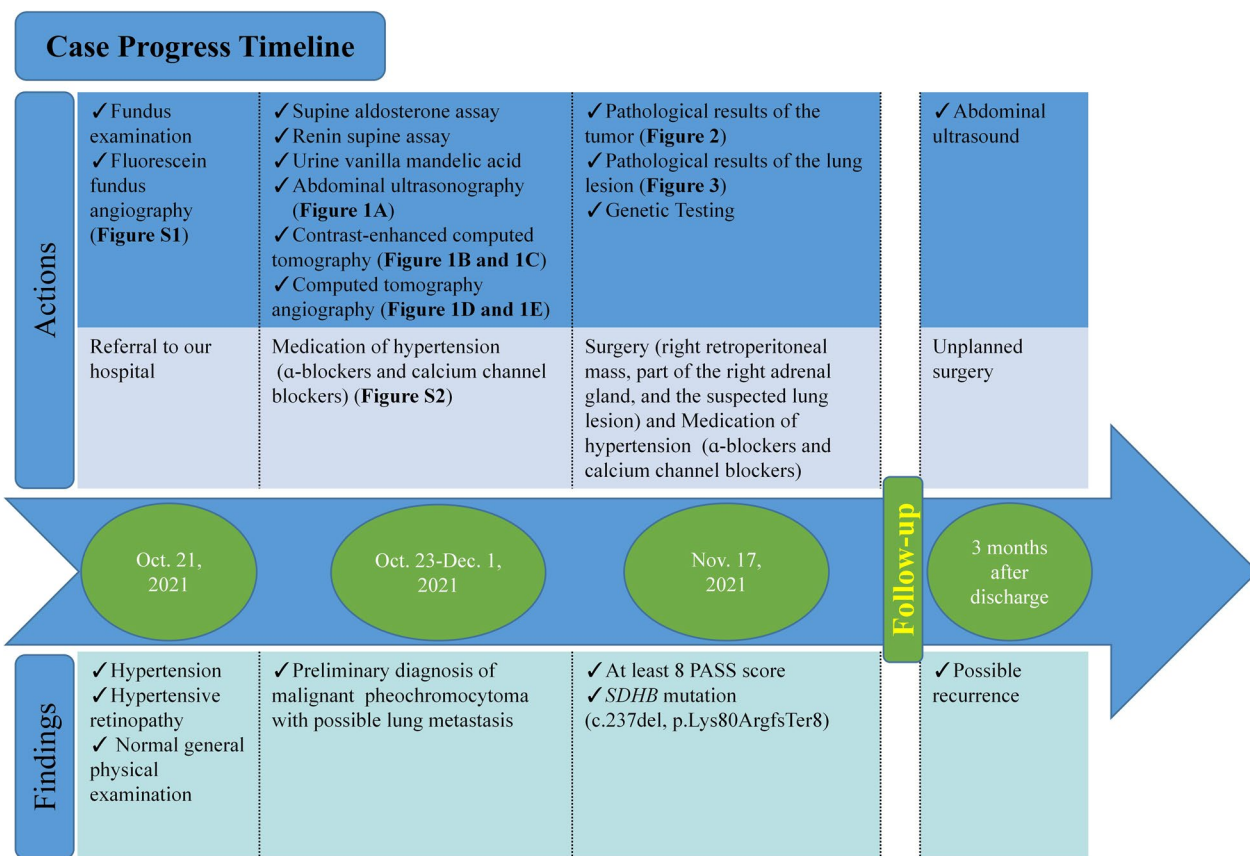 Case Progress Timeline
Actions
✓Fundus
examination
✓Fluorescein
fundus
angiography
(Figure S1)
✓Supine aldosterone assay
✓Renin supine assay
✓Urine vanilla mandelic acid
✓Abdominal ultrasonography
(Figure 1A)
✓Contrast-enhanced computed
tomography (Figure 1B and 1C)
✓Computed tomography
angiography (Figure 1D and 1E)
✓Pathological results of the
tumor (Figure 2)
✓Pathological results of the lung
lesion (Figure 3)
✓Genetic Testing
✓Abdominal
ultrasound
Referral to our
hospital
Medication of hypertension
(α-blockers and calcium channel
blockers) (Figure S2)
Surgery (right retroperitoneal
mass, part of the right adrenal
gland, and the suspected lung
lesion) and Medication of
hypertension (α-blockers and
calcium channel blockers)
Unplanned
surgery
Oct. 21,
2021
Oct. 23-Dec. 1,
2021
Nov. 17,
2021
Follow-up
3 months
after
discharge
Findings
✓Hypertension
✓Hypertensive
retinopathy
✓ Normal general
physical
examination
✓Preliminary diagnosis of
malignant pheochromocytoma
with possible lung metastasis
✓At least 8 PASS score
✓SDHB mutation
(c.237del, p.Lys80ArgfsTer8)
✓Possible
recurrence